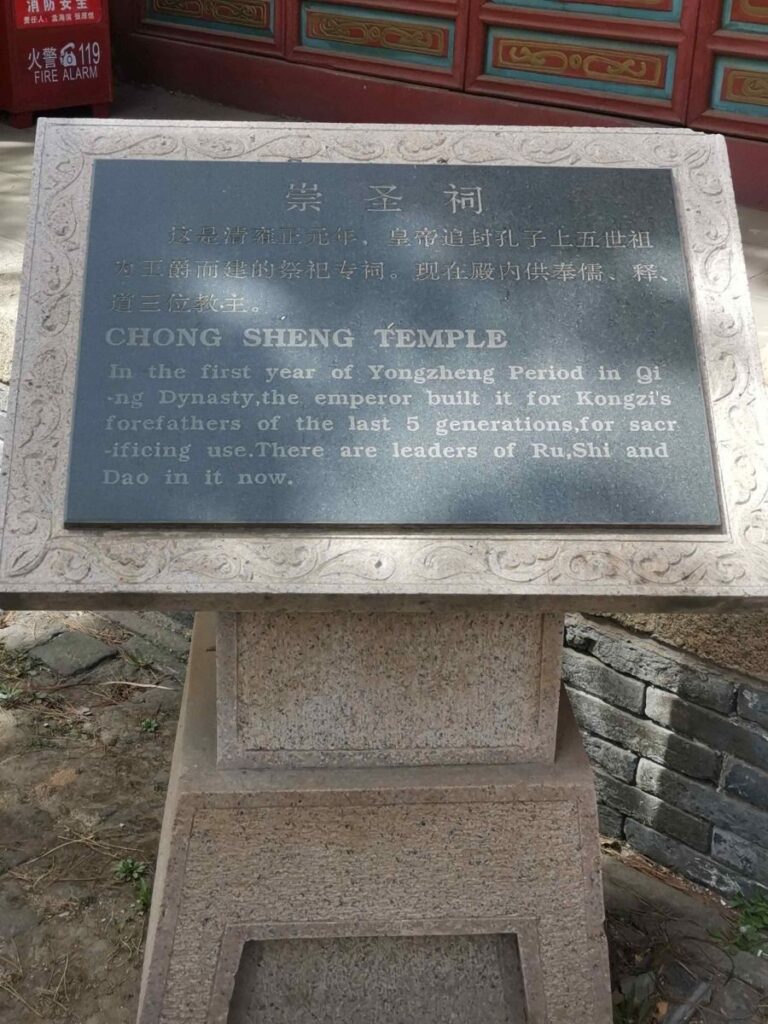 消防安全
火警☎119
FIRE ALARM
崇圣祠
这是清雍正元年，皇帝追封孔子上五世祖
为王爵而建的祭祀专祠。现在殿内供奉儒、释、
道三位教主。
CHONG SHENG TEMPLE
In the first year of Yongzheng Period in Qi
-ng Dynasty,the emperor built it for Kongzi's
forefathers of the last 5 generations,for sacr
-ificing use.There are leaders of Ru,Shi and
Dao in it now.